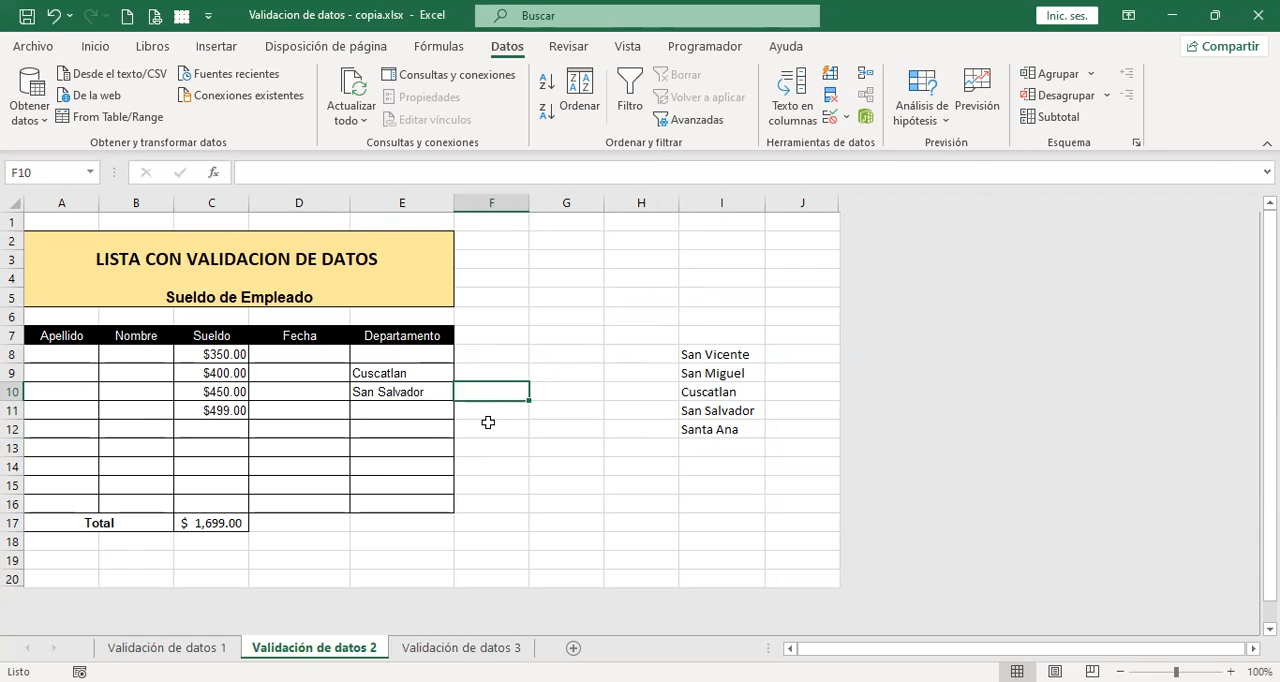 Validacion de datos - copia.xlsx - Excel
Buscar
Inic. ses.
Archivo Inicio Libros Insertar Disposición de página Fórmulas Datos Revisar Vista Programador Ayuda
Compartir
Obtener datos
Desde el texto/CSV
De la web
From Table/Range
Fuentes recientes
Conexiones existentes
Obtener y transformar datos
Actualizar todo
Consultas y conexiones
Propiedades
Editar vínculos
Consultas y conexiones
Ordenar
Filtro
Borrar
Volver a aplicar
Avanzadas
Ordenar y filtrar
Texto en columnas
Herramientas de datos
Análisis de hipótesis
Previsión
Previsión
Agrupar
Desagrupar
Subtotal
Esquema
F10
fx
A B C D E F G H I J
1
2
3 LISTA CON VALIDACION DE DATOS
4
5 Sueldo de Empleado
6
7 Apellido Nombre Sueldo Fecha Departamento
8 $350.00 San Vicente
9 $400.00 Cuscatlan San Miguel
10 $450.00 San Salvador Cuscatlan
11 $499.00 San Salvador
12 Santa Ana
13
14
15
16
17 Total $ 1,699.00
18
19
20
Validación de datos 1 Validación de datos 2 Validación de datos 3
Listo
100%